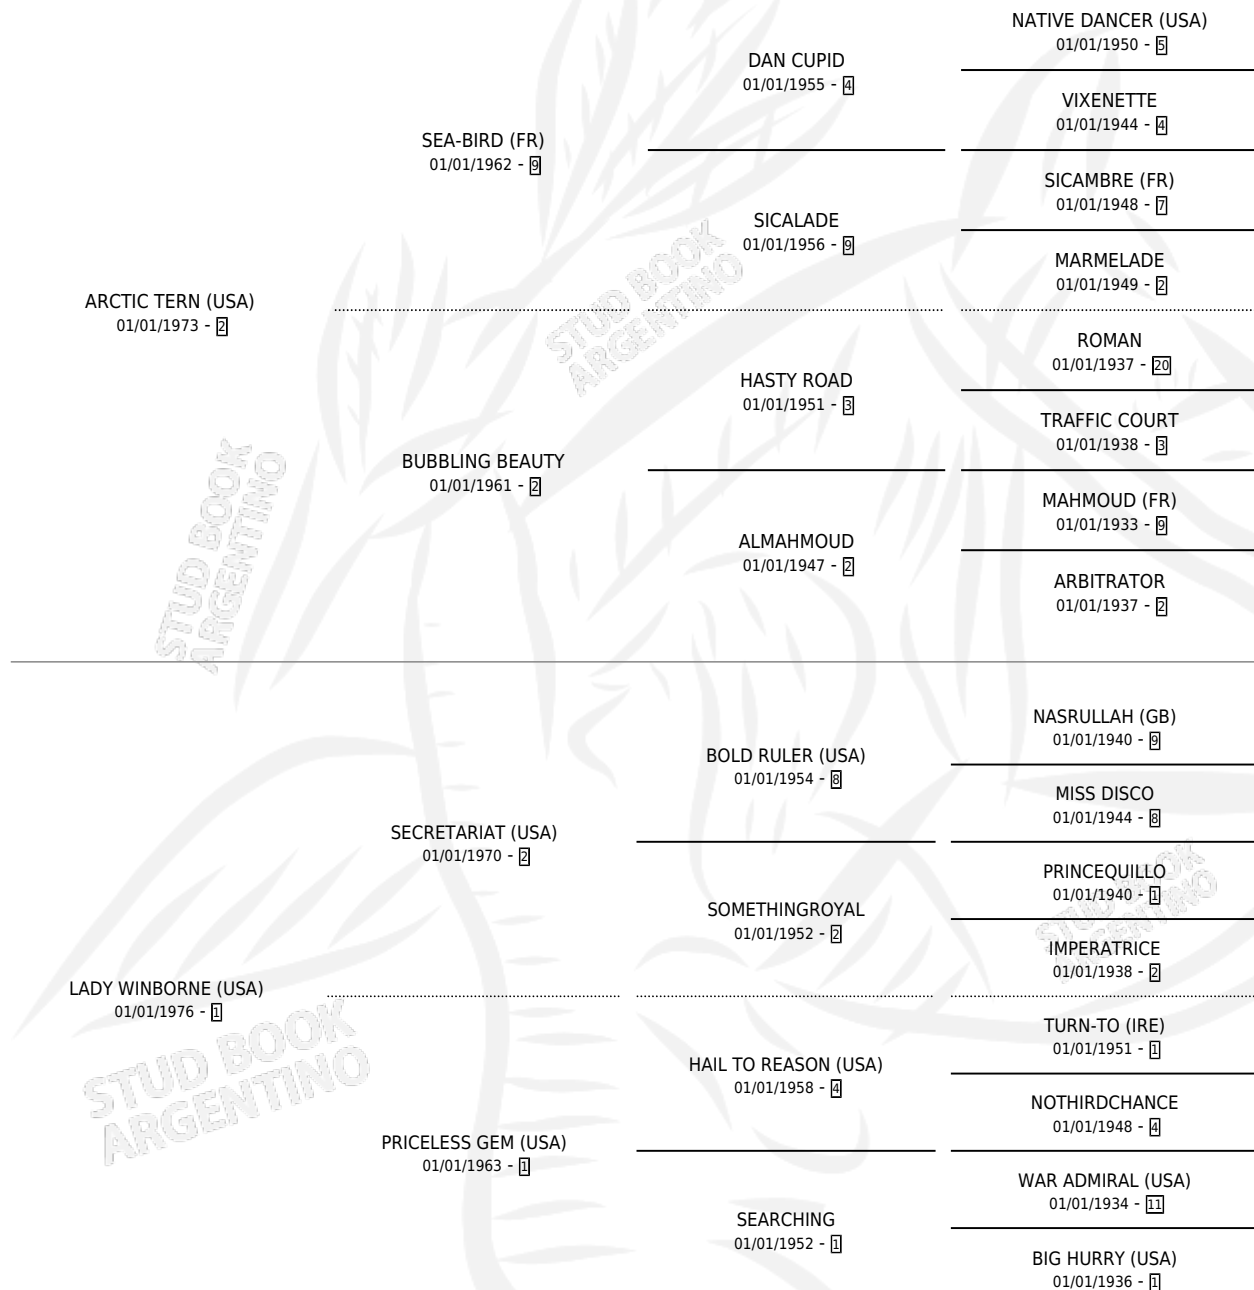 NATIVE DANCER (USA)
01/01/1950 - 5
DAN CUPID
01/01/1955 - 4
VIXENETTE
01/01/1944 - 4
SEA-BIRD (FR)
01/01/1962 - 9
SICAMBRE (FR)
01/01/1948 - 7
SICALADE
01/01/1956 - 9
MARMELADE
01/01/1949 - 2
ARCTIC TERN (USA)
01/01/1973 - 2
ROMAN
01/01/1937 - 20
HASTY ROAD
01/01/1951 - 3
TRAFFIC COURT
01/01/1938 - 3
BUBBLING BEAUTY
01/01/1961 - 2
MAHMOUD (FR)
01/01/1933 - 9
ALMAHMOUD
01/01/1947 - 2
ARBITRATOR
01/01/1937 - 2
STUD BOOK
ARGENTINO
STUD BOOK
ARGENTINO
NASRULLAH (GB)
01/01/1940 - 9
BOLD RULER (USA)
01/01/1954 - 8
MISS DISCO
01/01/1944 - 8
SECRETARIAT (USA)
01/01/1970 - 2
PRINCEQUILLO
01/01/1940 - 1
SOMETHINGROYAL
01/01/1952 - 2
IMPERATRICE
01/01/1938 - 2
STUD BOOK
ARGENTINO
LADY WINBORNE (USA)
01/01/1976 - 1
TURN-TO (IRE)
01/01/1951 - 1
HAIL TO REASON (USA)
01/01/1958 - 4
NOTHIRDCHANCE
01/01/1948 - 4
PRICELESS GEM (USA)
01/01/1963 - 1
WAR ADMIRAL (USA)
01/01/1934 - 11
SEARCHING
01/01/1952 - 1
BIG HURRY (USA)
01/01/1936 - 1
STUD BOOK
ARGENTINO